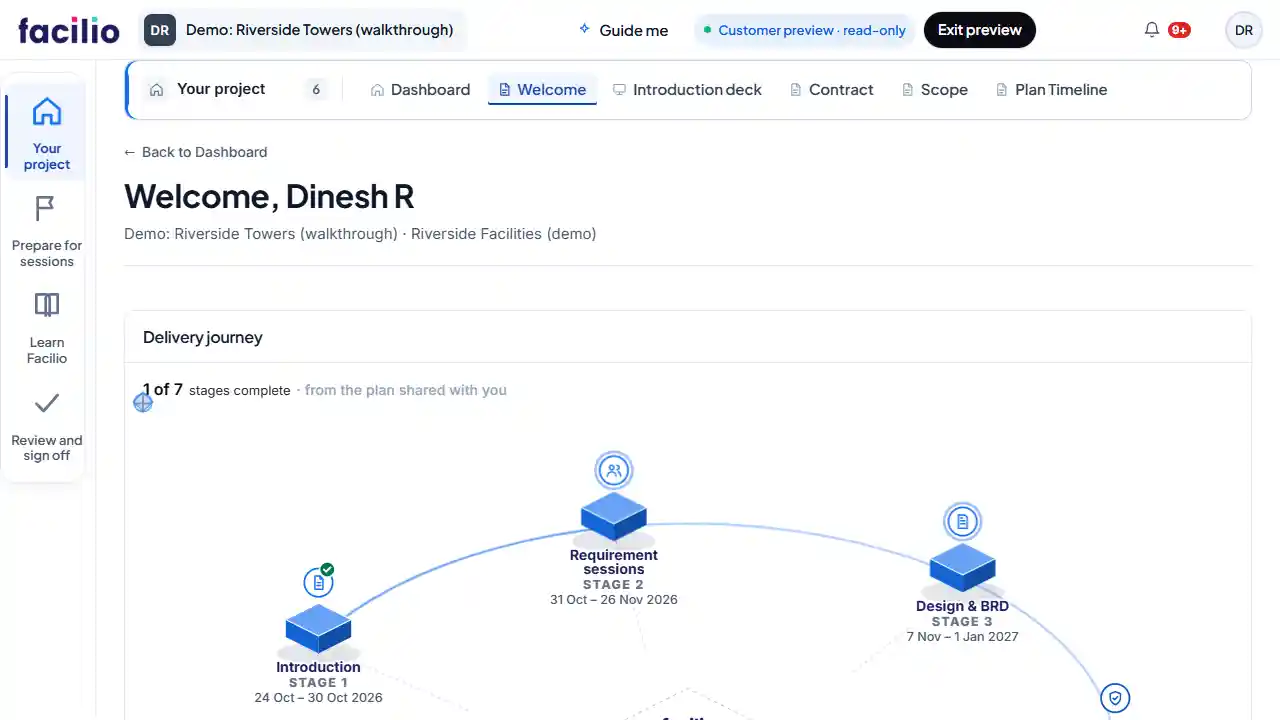 facilio
DR
Demo: Riverside Towers (walkthrough)
Guide me
Customer preview · read-only
Exit preview
9+
DR
Your project
6
Dashboard
Welcome
Introduction deck
Contract
Scope
Plan Timeline
Your
project
Prepare for
sessions
Learn
Facilio
Review and
sign off
← Back to Dashboard
Welcome, Dinesh R
Demo: Riverside Towers (walkthrough) · Riverside Facilities (demo)
Delivery journey
1 of 7 stages complete · from the plan shared with you
Requirement
sessions
STAGE 2
31 Oct – 26 Nov 2026
Design & BRD
STAGE 3
7 Nov – 1 Jan 2027
Introduction
STAGE 1
24 Oct – 30 Oct 2026